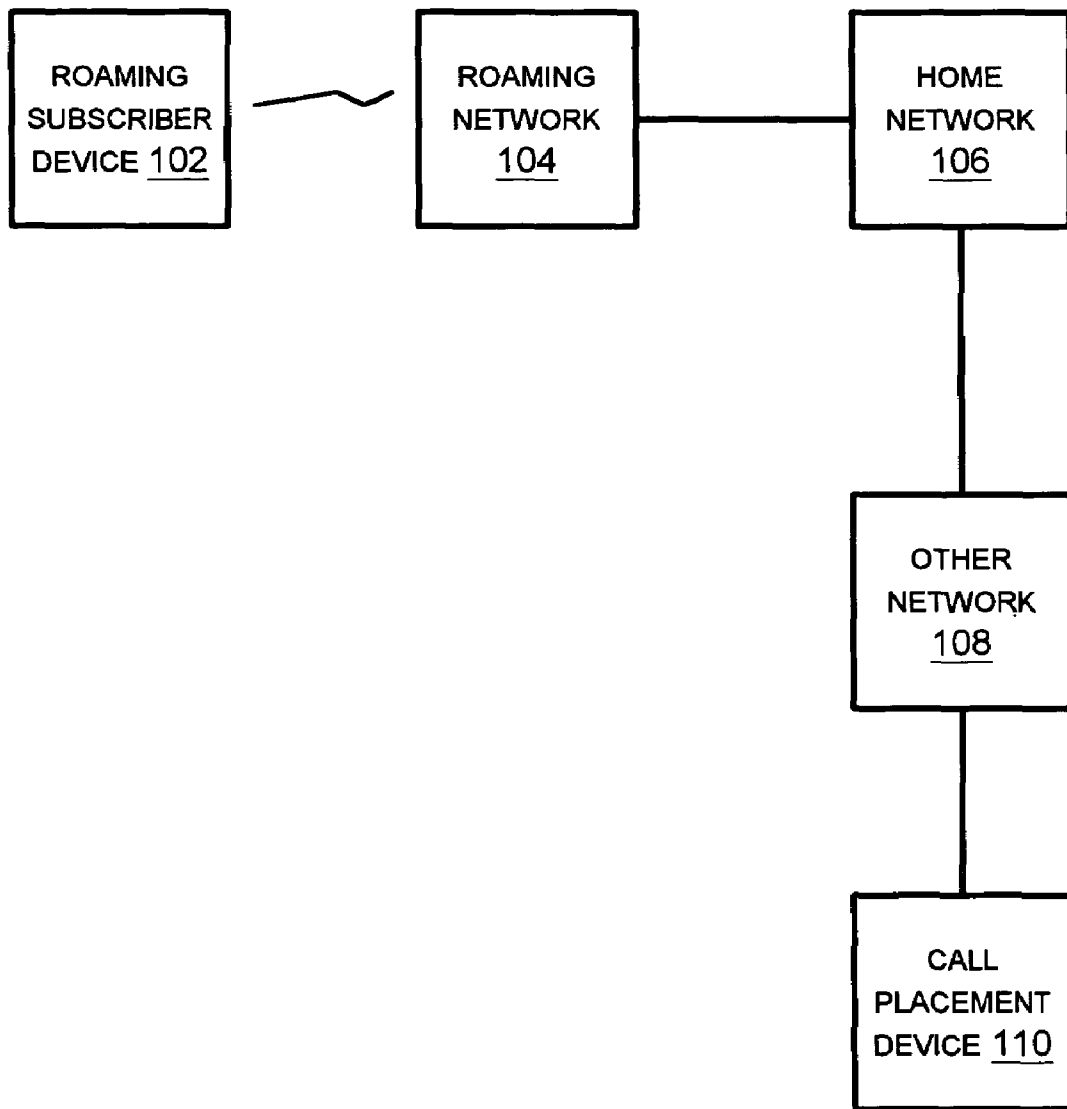 ROAMING
SUBSCRIBER
DEVICE 102
ROAMING
NETWORK
104
HOME
NETWORK
106
OTHER
NETWORK
108
CALL
PLACEMENT
DEVICE 110